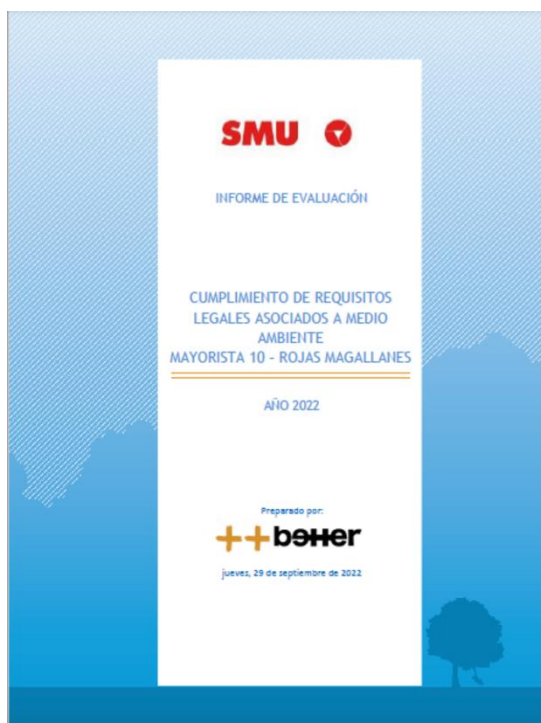 SMU
INFORME DE EVALUACIÓN
CUMPLIMIENTO DE REQUISITOS
LEGALES ASOCIADOS A MEDIO
AMBIENTE
MAYORISTA 10 – ROJAS MAGALLANES
AÑO 2022
Preparado por:
++beHer
jueves, 29 de septiembre de 2022